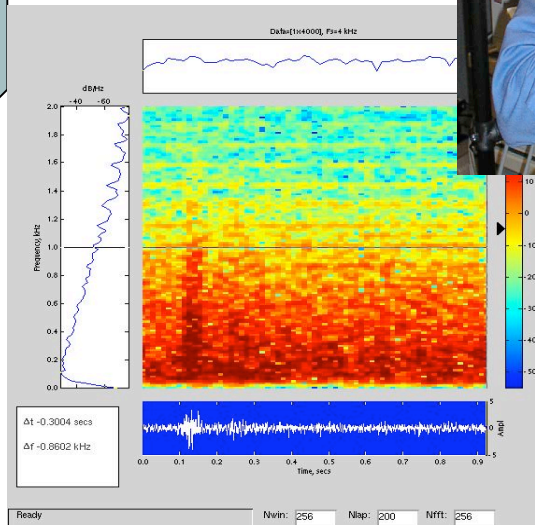 Data=[1x4000], Fs=4 kHz
dB/Hz
-40 -60
2.0
1.8
1.6
1.4
1.2
1.0
0.8
0.6
0.4
0.2
0.0
Frequency, kHz
10
0
-10
-20
-30
-40
-50
Δt -0.3004 secs
Δf -0.8602 kHz
5
0
-5
Ampl
0.0 0.1 0.2 0.3 0.4 0.5 0.6 0.7 0.8 0.9
Time, secs
Ready Nwin: 256 Nlap: 200 Nfft: 256